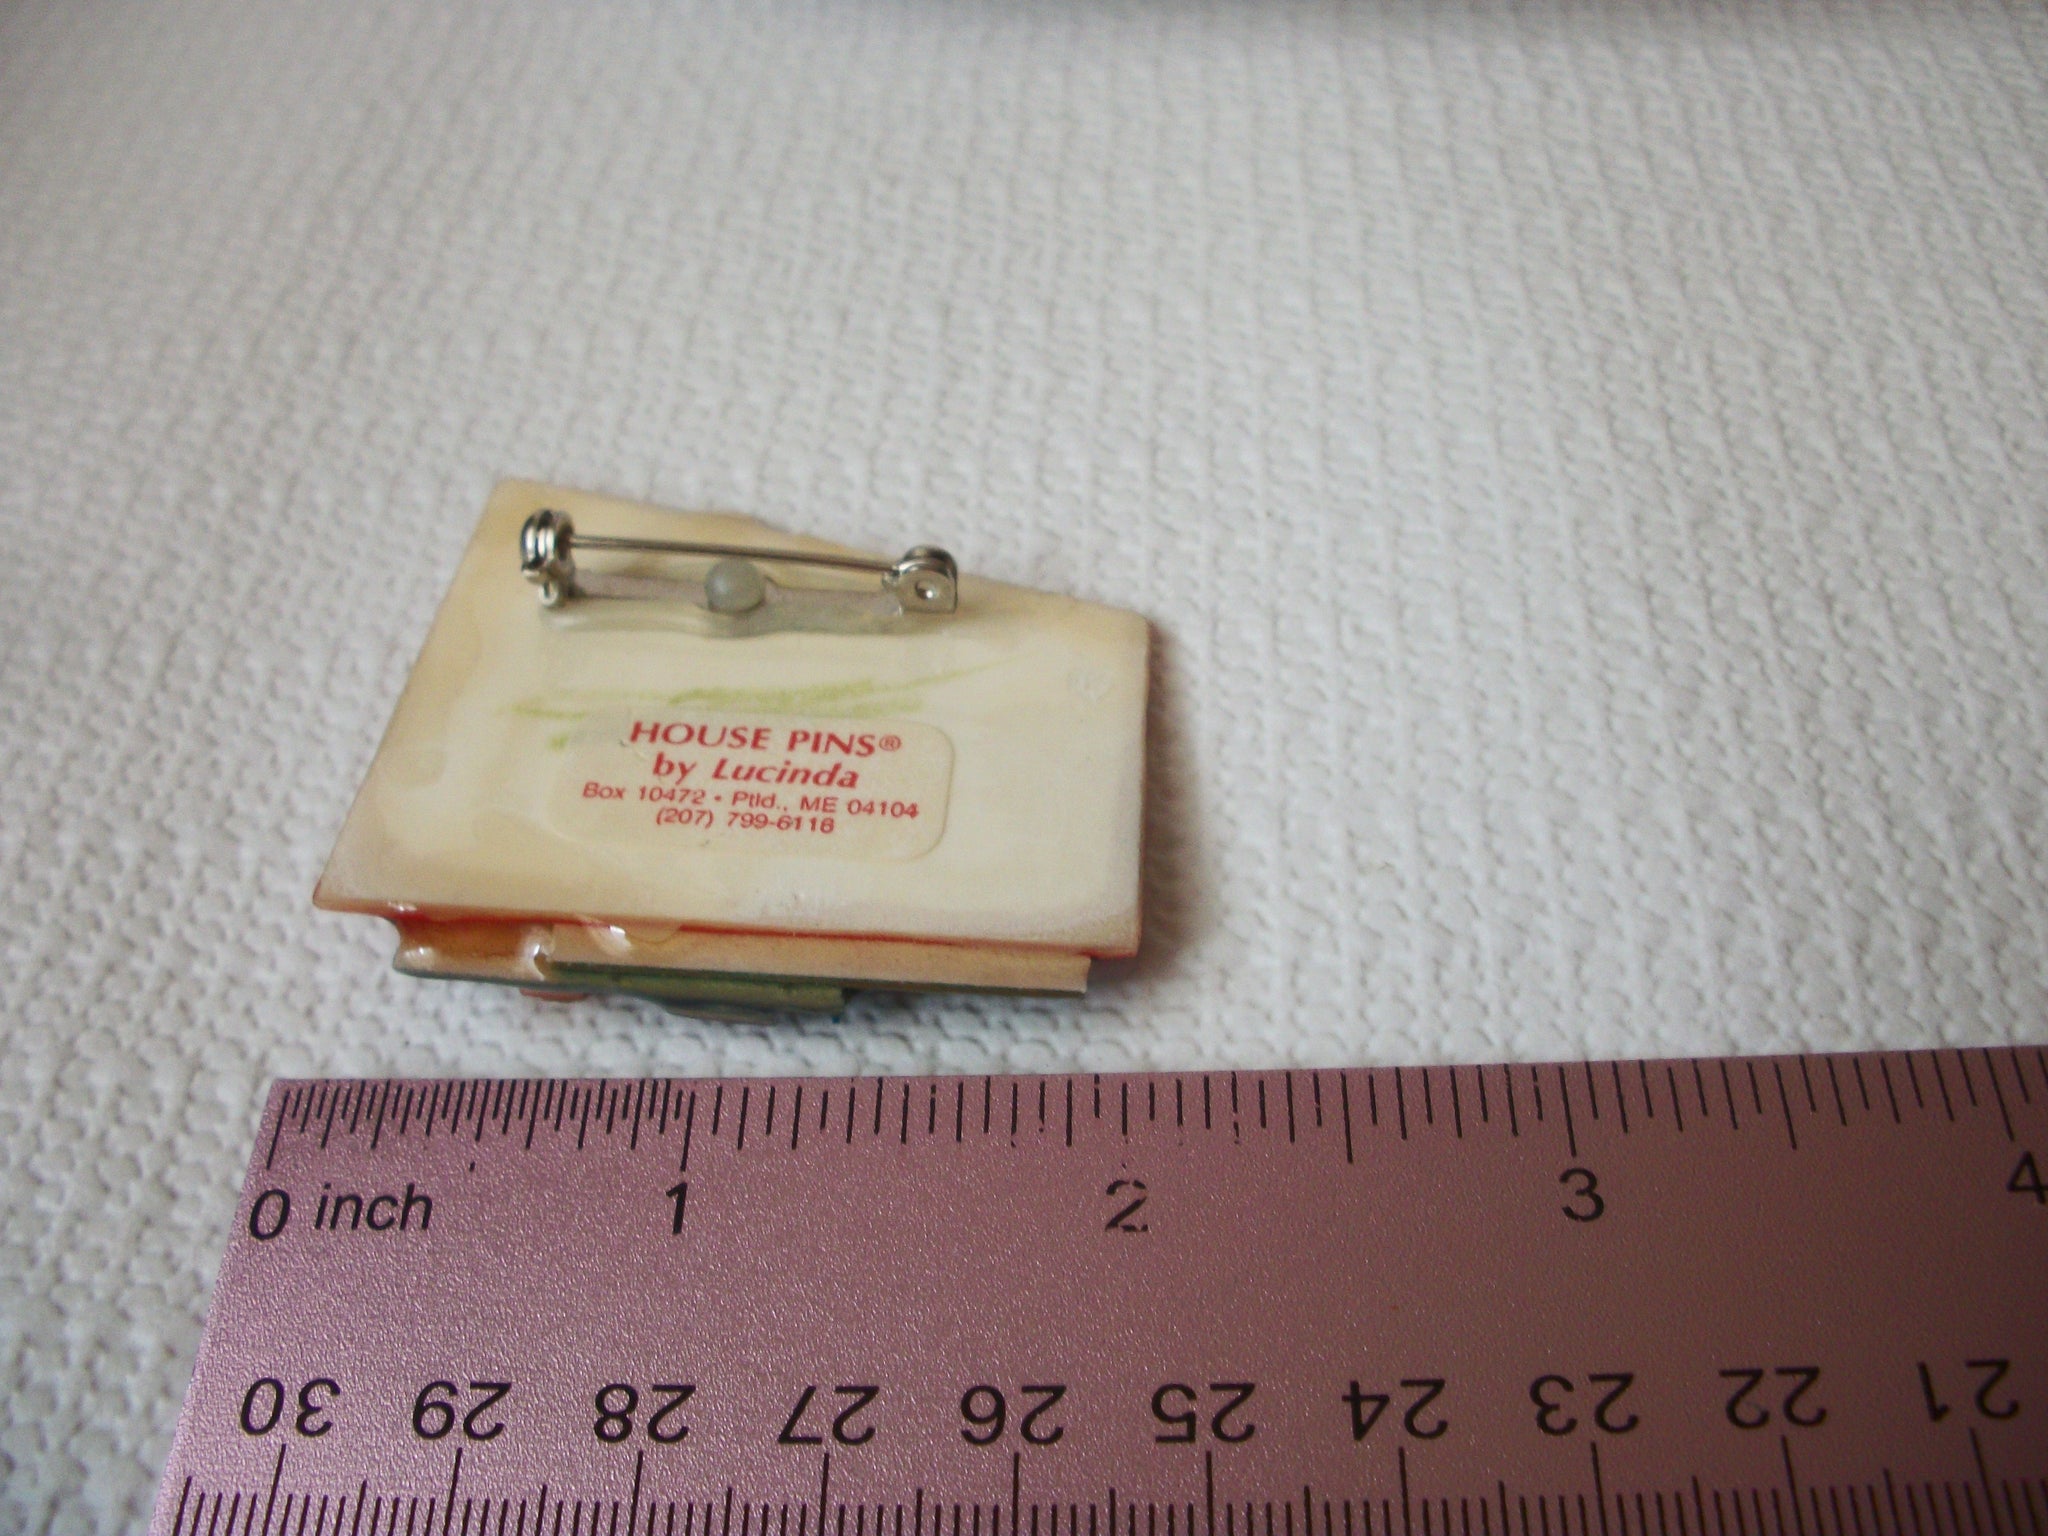 HOUSE PINS®
by Lucinda
Box 10472 • Ptld., ME 04104
(207) 799-6116
0 inch 1 2 3 4
30 29 28 27 26 25 24 23 22 21